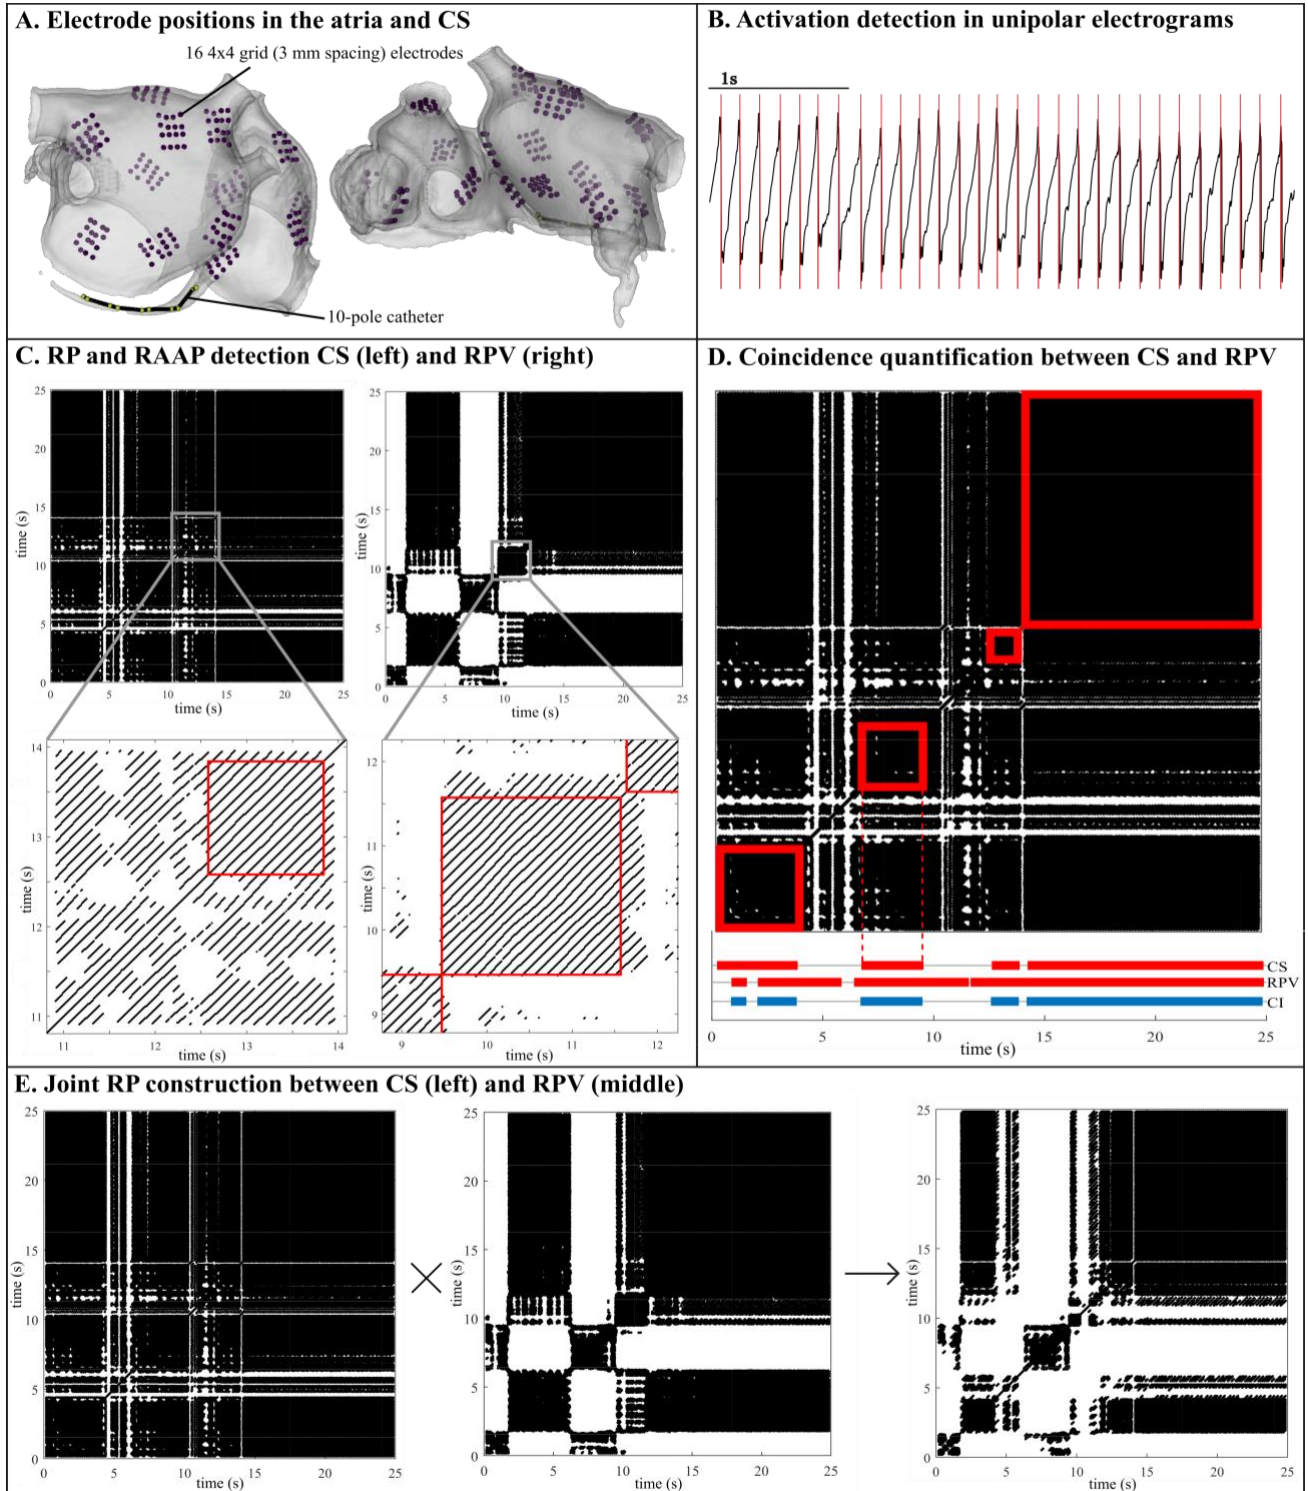 A. Electrode positions in the atria and CS
16 4x4 grid (3 mm spacing) electrodes
10-pole catheter
B. Activation detection in unipolar electrograms
1s
C. RP and RAAP detection CS (left) and RPV (right)
25
20
15
10
5
0
time (s)
0 5 10 15 20 25
time (s)
25
20
15
10
5
0
time (s)
0 5 10 15 20 25
time (s)
14
13
12
11
time (s)
11 12 13 14
time (s)
12
11
10
9
time (s)
9 10 11 12
time (s)
D. Coincidence quantification between CS and RPV
CS
RPV
CI
0 5 10 15 20 25
time (s)
E. Joint RP construction between CS (left) and RPV (middle)
25
20
15
10
5
0
time (s)
0 5 10 15 20 25
time (s)
25
20
15
10
5
0
time (s)
0 5 10 15 20 25
time (s)
25
20
15
10
5
0
time (s)
0 5 10 15 20 25
time (s)